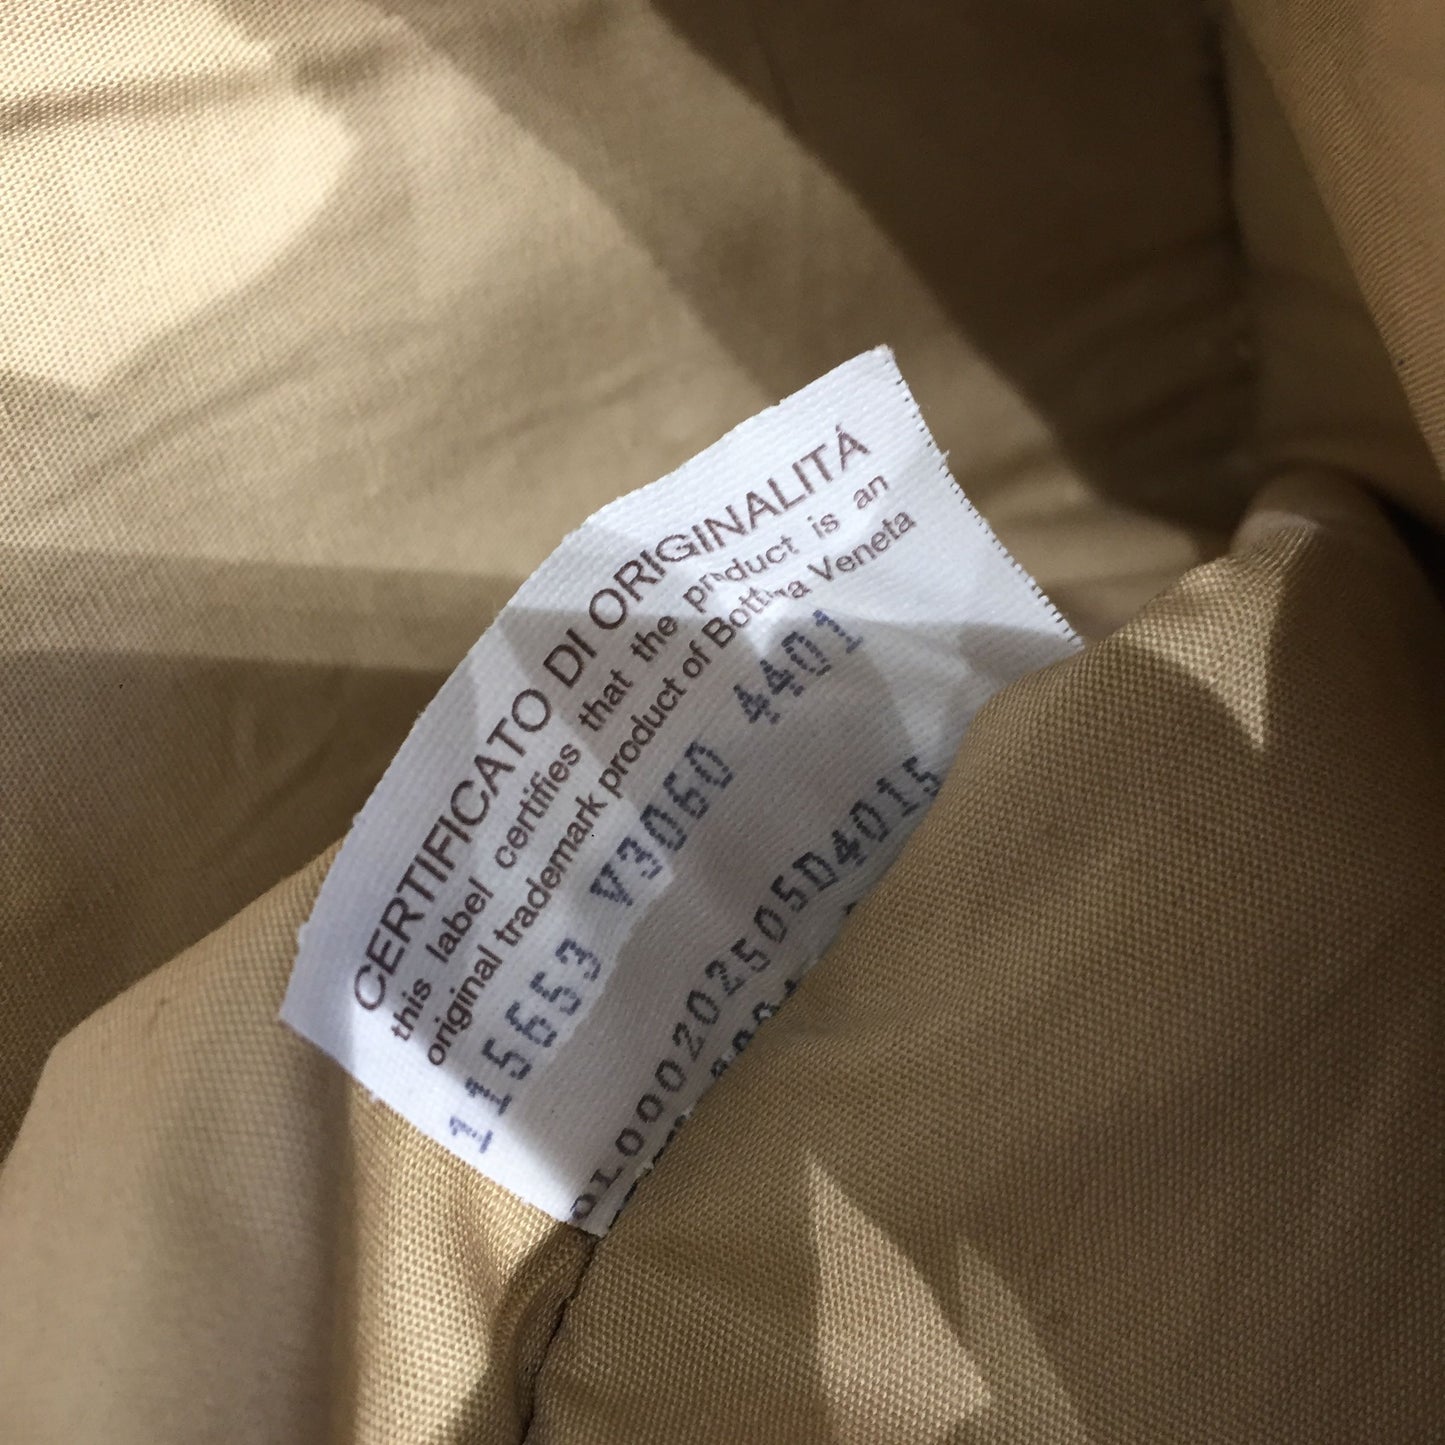 CERTIFICATO DI ORIGINALITÁ
this label certifies that the product is an
original trademark product of Bottega Veneta
115653 V3060 4401
0L000202505D4015